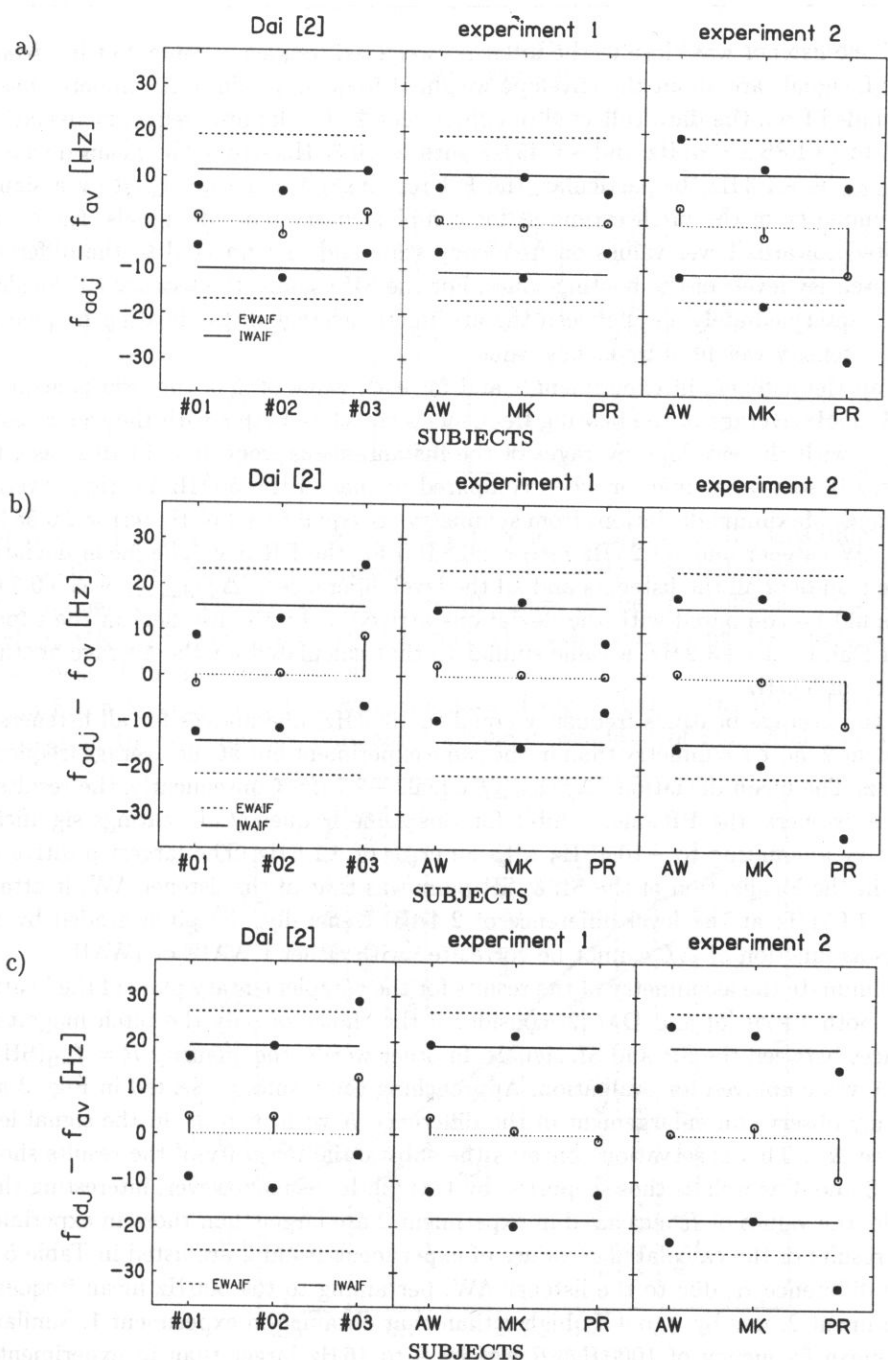 a)
Dai [2] experiment 1 experiment 2
f_adj − f_av [Hz]
30
20
10
0
−10
−20
−30
EWAIF
IWAIF
#01 #02 #03 AW MK PR AW MK PR
SUBJECTS
b)
Dai [2] experiment 1 experiment 2
f_adj − f_av [Hz]
30
20
10
0
−10
−20
−30
EWAIF
IWAIF
#01 #02 #03 AW MK PR AW MK PR
SUBJECTS
c)
Dai [2] experiment 1 experiment 2
f_adj − f_av [Hz]
30
20
10
0
−10
−20
−30
EWAIF IWAIF
#01 #02 #03 AW MK PR AW MK PR
SUBJECTS